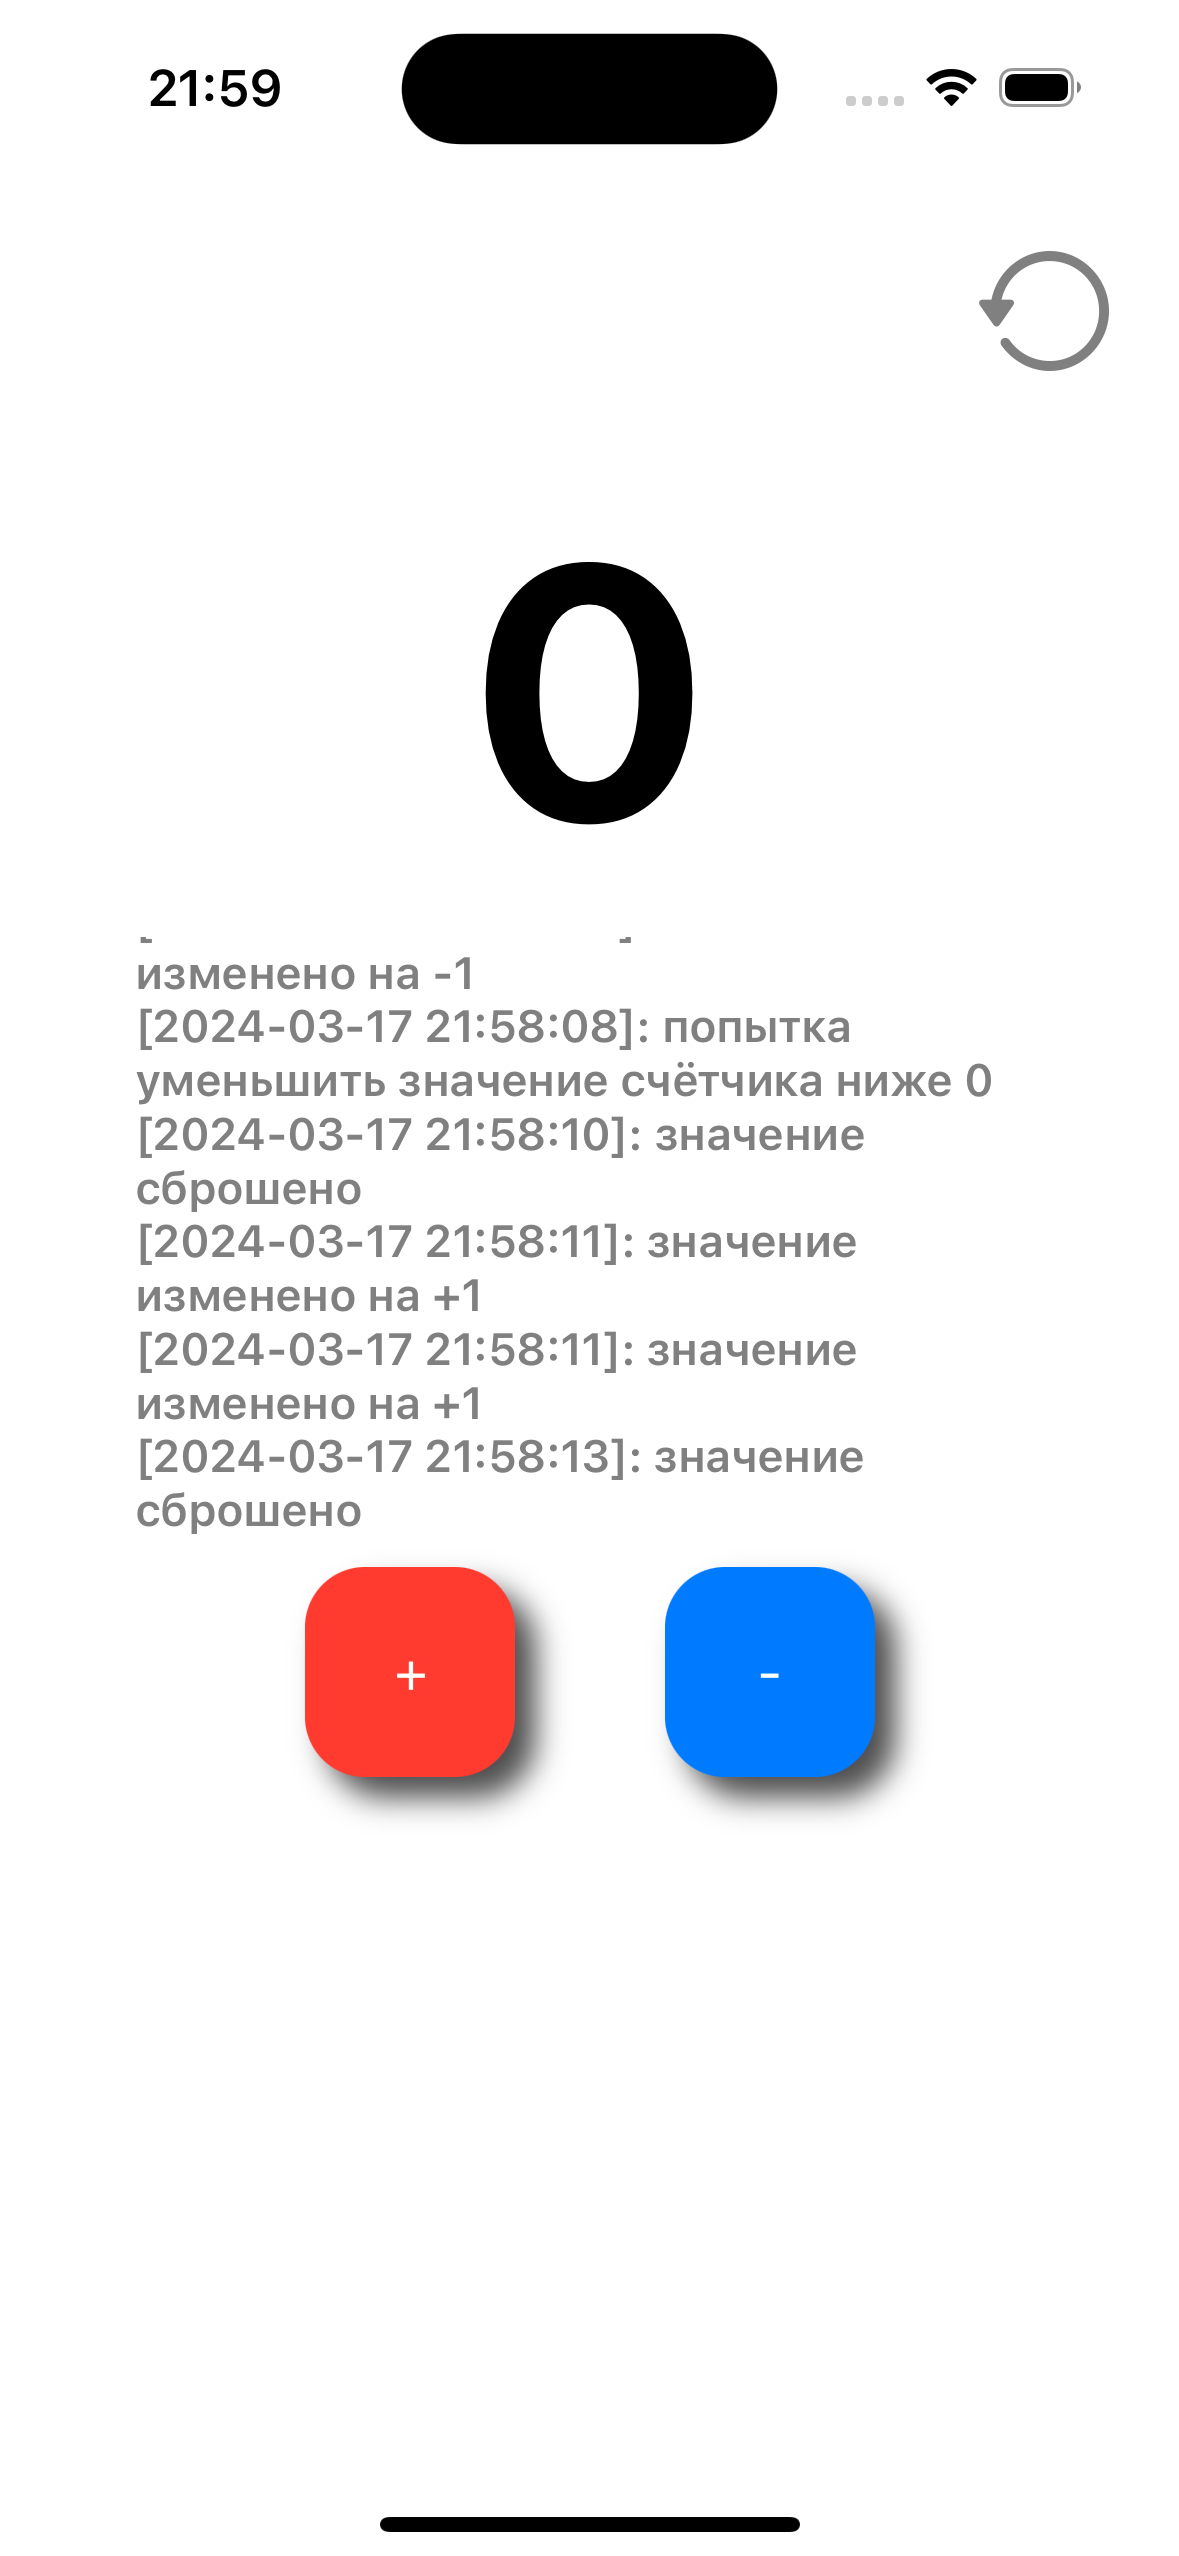 21:59
0
изменено на -1
[2024-03-17 21:58:08]: попытка
уменьшить значение счётчика ниже 0
[2024-03-17 21:58:10]: значение
сброшено
[2024-03-17 21:58:11]: значение
изменено на +1
[2024-03-17 21:58:11]: значение
изменено на +1
[2024-03-17 21:58:13]: значение
сброшено
+ -